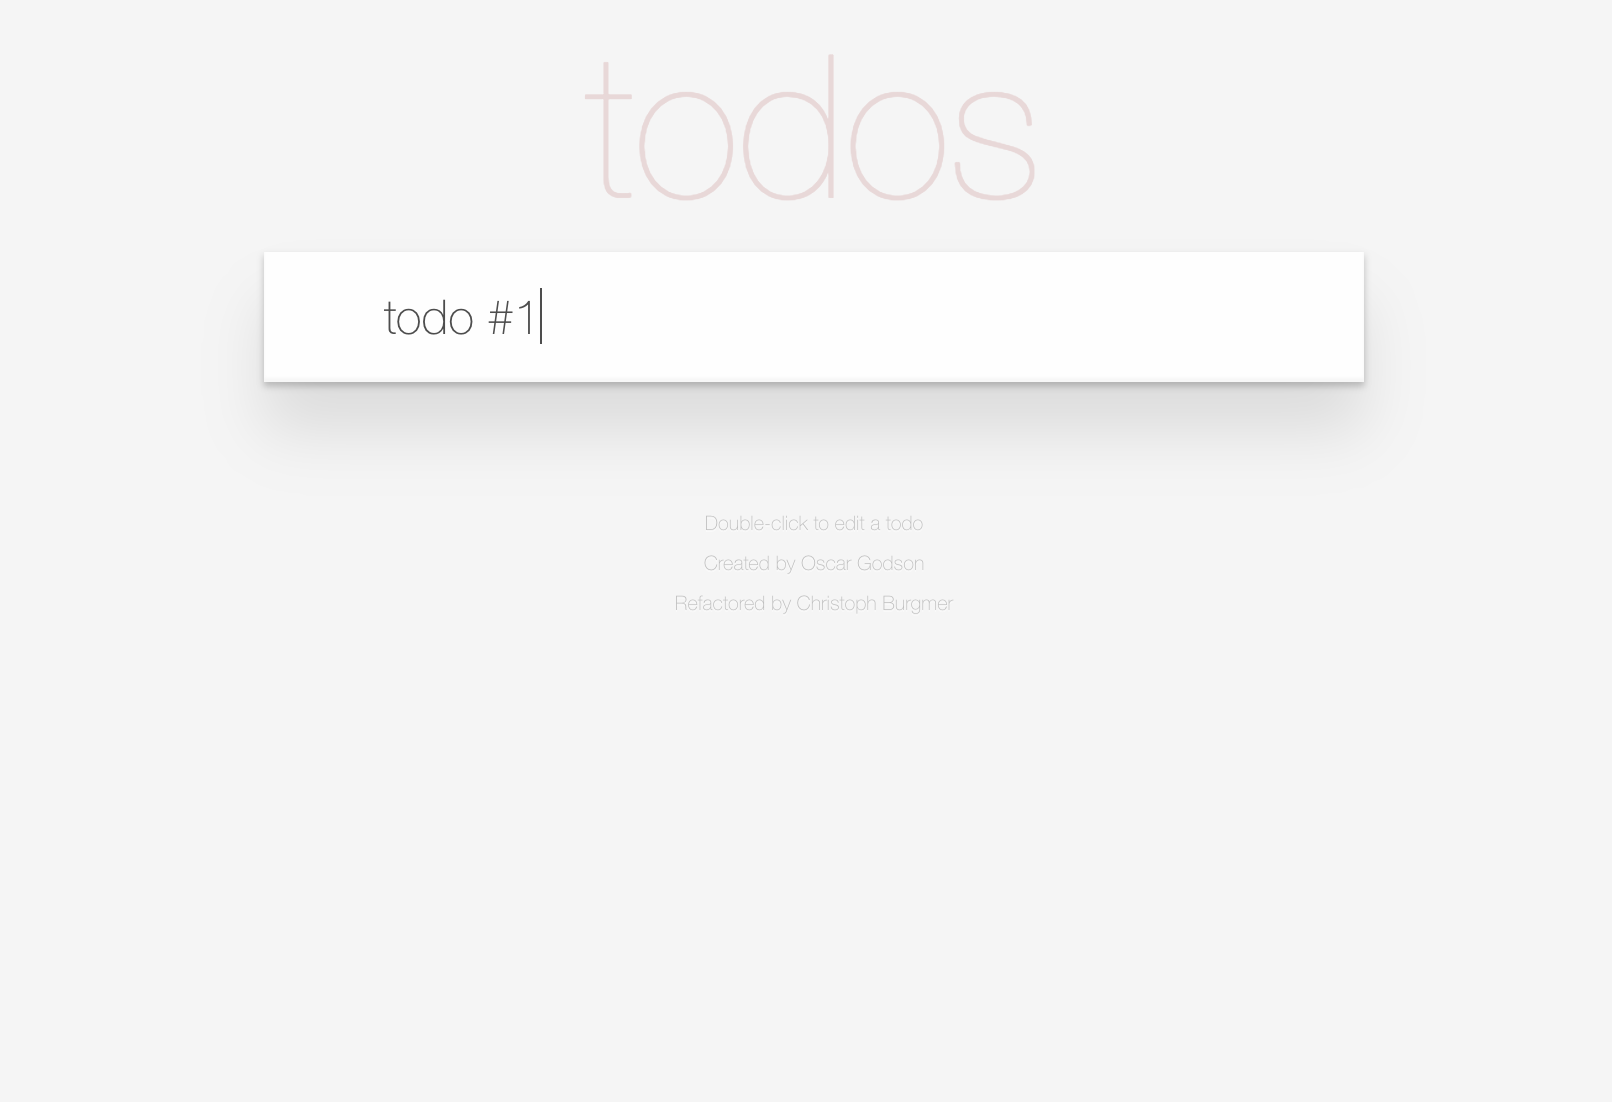 todos
todo #1
Double-click to edit a todo
Created by Oscar Godson
Refactored by Christoph Burgmer